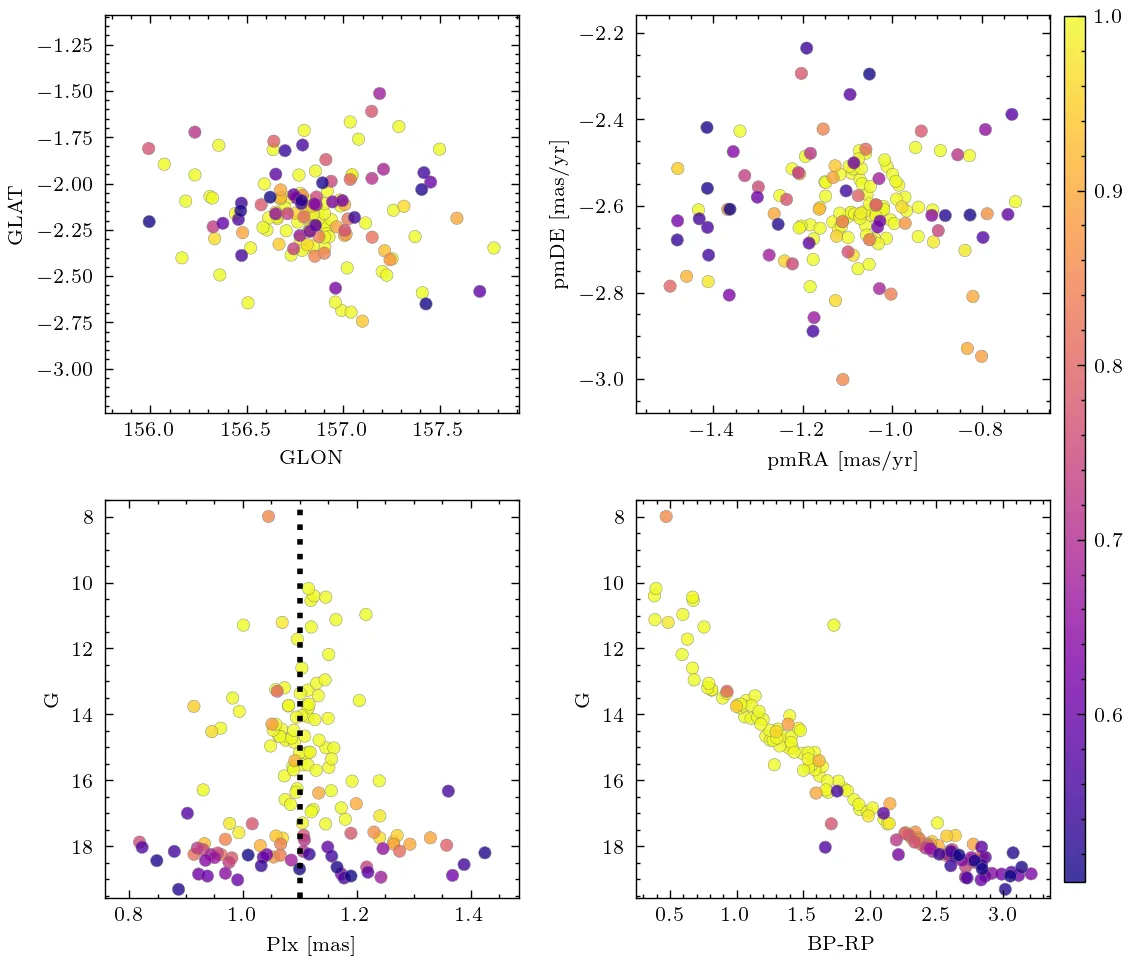 −1.25
−1.50
−1.75
−2.00
−2.25
−2.50
−2.75
−3.00
GLAT
156.0 156.5 157.0 157.5
GLON
−2.2
−2.4
−2.6
−2.8
−3.0
pmDE [mas/yr]
−1.4 −1.2 −1.0 −0.8
pmRA [mas/yr]
8
10
12
14
16
18
G
0.8 1.0 1.2 1.4
Plx [mas]
8
10
12
14
16
18
G
0.5 1.0 1.5 2.0 2.5 3.0
BP-RP
1.0
0.9
0.8
0.7
0.6